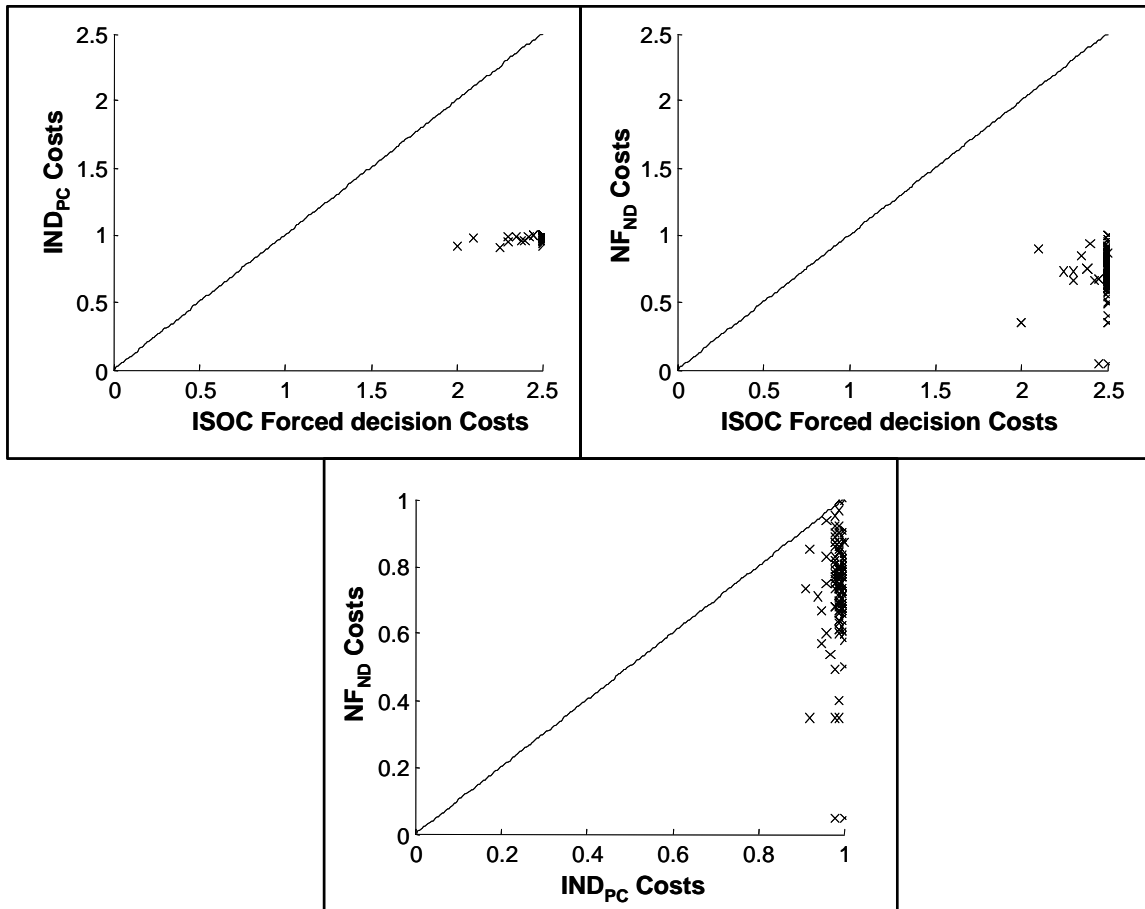 2.5
2
1.5
1
0.5
0
IND_PC Costs
0 0.5 1 1.5 2 2.5
ISOC Forced decision Costs
2.5
2
1.5
1
0.5
0
NF_ND Costs
0 0.5 1 1.5 2 2.5
ISOC Forced decision Costs
1
0.8
0.6
0.4
0.2
0
NF_ND Costs
0 0.2 0.4 0.6 0.8 1
IND_PC Costs